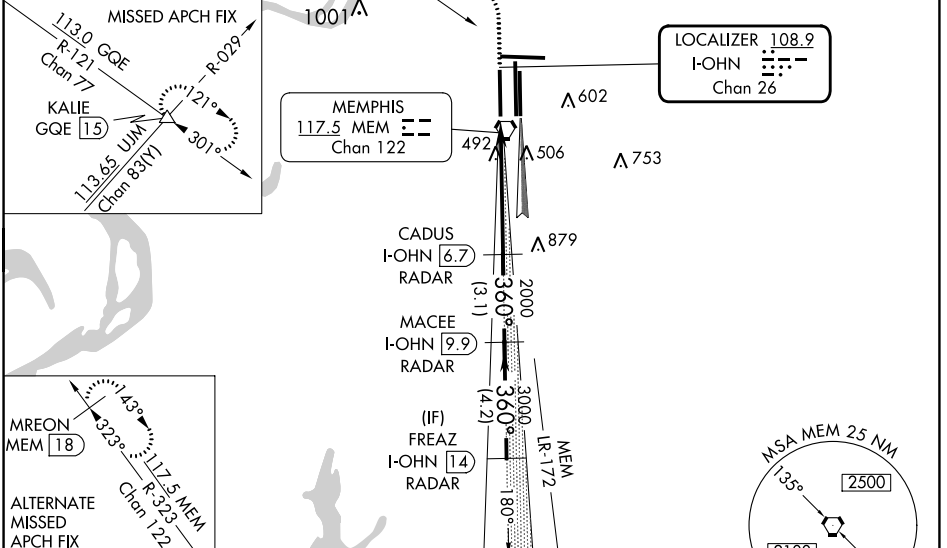 MISSED APCH FIX
113.0 GQE
R-121
Chan 77
R-029
KALIE
GQE 15
121°
301°
113.65 UJM
Chan 83(Y)
1001
LOCALIZER 108.9
I-OHN
Chan 26
MEMPHIS
117.5 MEM
Chan 122
602
492
506
753
879
CADUS
I-OHN 6.7
RADAR
360°
2000
(3.1)
MACEE
I-OHN 9.9
RADAR
360°
3000
(4.2)
(IF)
FREAZ
I-OHN 14
RADAR
MEM
LR-172
180°
MREON
MEM 18
143°
323°
117.5 MEM
R-323
Chan 122
ALTERNATE
MISSED
APCH FIX
MSA MEM 25 NM
135°
2500